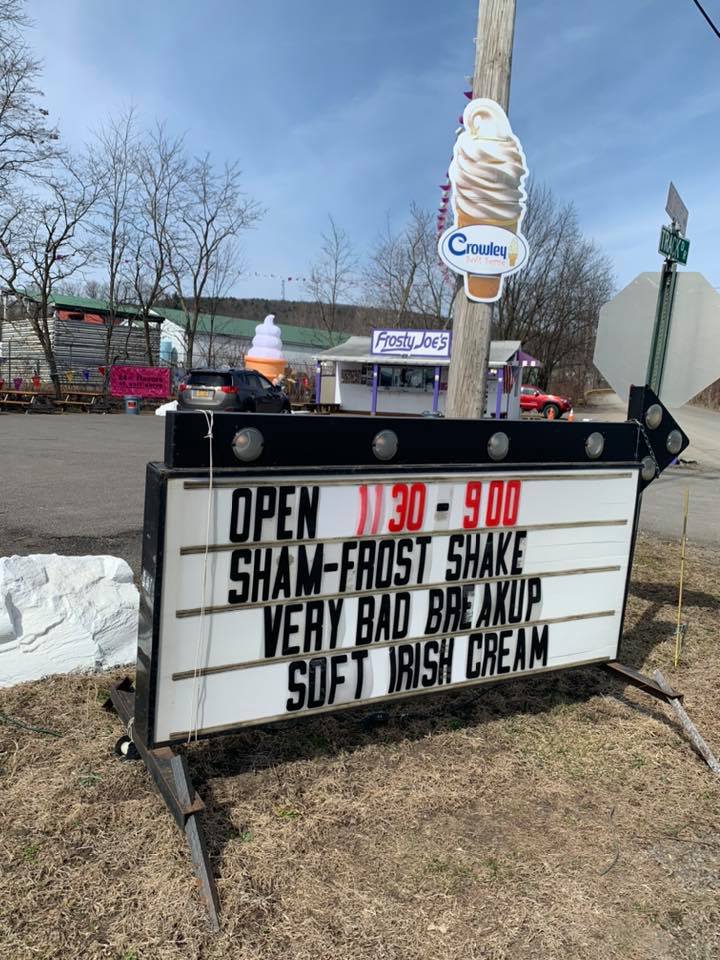 Crowley
Frosty Joe's
OPEN 1130 - 900
SHAM-FROST SHAKE
VERY BAD BREAKUP
SOFT IRISH CREAM